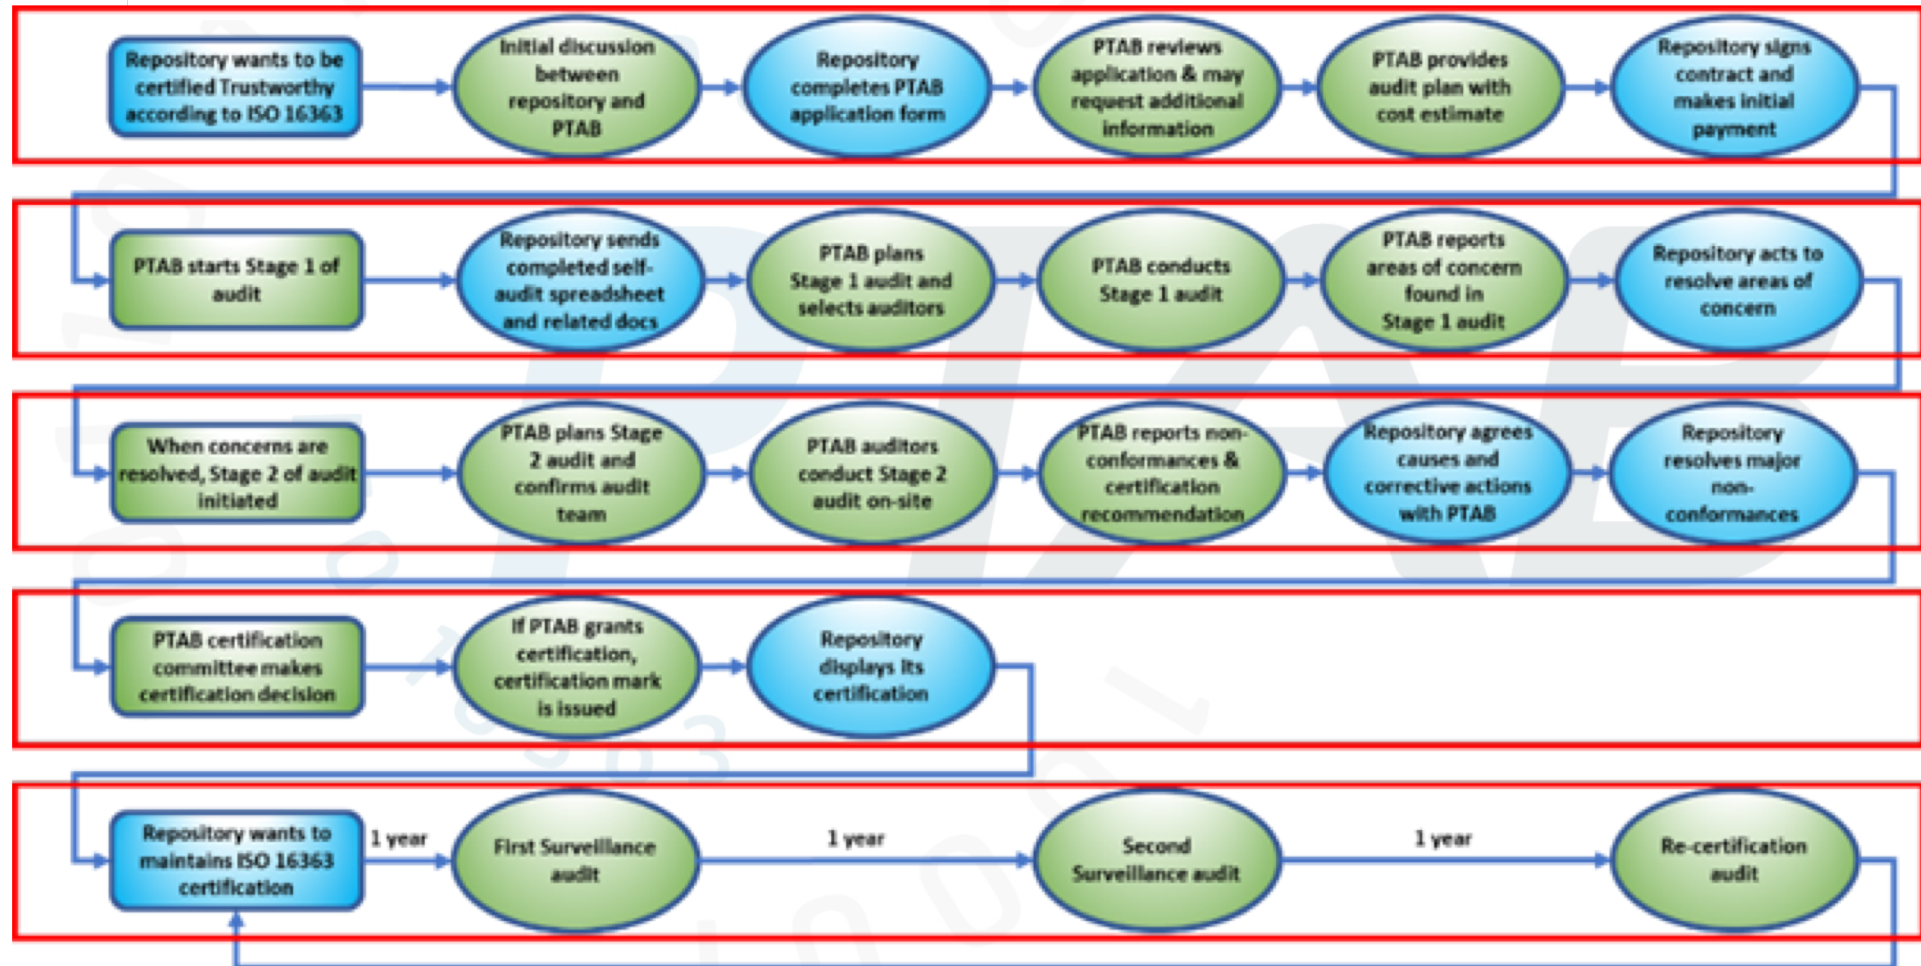 Repository wants to be
certified Trustworthy
according to ISO 16363
Initial discussion
between
repository and
PTAB
Repository
completes PTAB
application form
PTAB reviews
application & may
request additional
information
PTAB provides
audit plan with
cost estimate
Repository signs
contract and
makes initial
payment
PTAB starts Stage 1 of
audit
Repository sends
completed self-
audit spreadsheet
and related docs
PTAB plans
Stage 1 audit and
selects auditors
PTAB conducts
Stage 1 audit
PTAB reports
areas of concern
found in
Stage 1 audit
Repository acts to
resolve areas of
concern
When concerns are
resolved, Stage 2 of audit
initiated
PTAB plans Stage
2 audit and
confirms audit
team
PTAB auditors
conduct Stage 2
audit on-site
PTAB reports non-
conformances &
certification
recommendation
Repository agrees
causes and
corrective actions
with PTAB
Repository
resolves major
non-
conformances
PTAB certification
committee makes
certification decision
If PTAB grants
certification,
certification mark
is issued
Repository
displays its
certification
Repository wants to
maintains ISO 16363
certification
1 year
First Surveillance
audit
1 year
Second
Surveillance audit
1 year
Re-certification
audit
PTAB